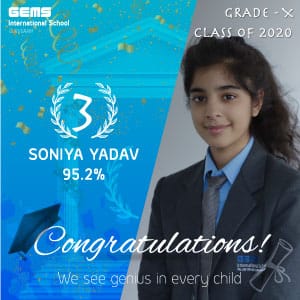 GEMS
International School
GRADE - X
CLASS OF 2020
3
SONIYA YADAV
95.2%
Congratulations!
We see genius in every child